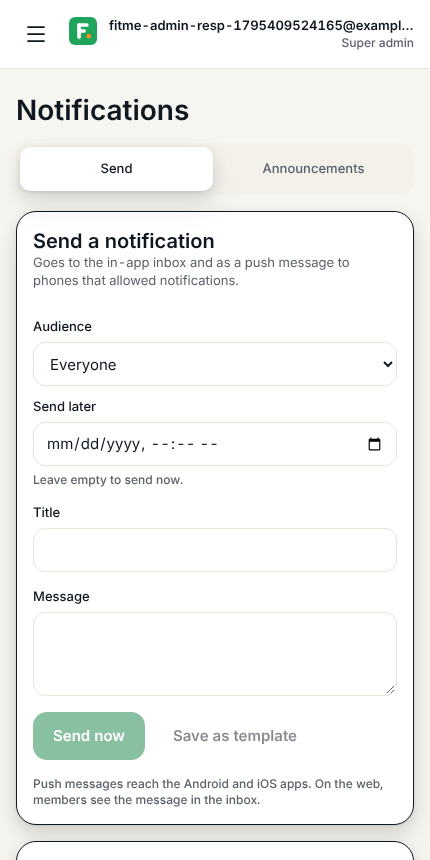 F.
fitme-admin-resp-1795409524165@exampl...
Super admin
Notifications
Send
Announcements
Send a notification
Goes to the in-app inbox and as a push message to
phones that allowed notifications.
Audience
Everyone
Send later
mm/dd/yyyy, --:-- --
Leave empty to send now.
Title
Message
Send now
Save as template
Push messages reach the Android and iOS apps. On the web,
members see the message in the inbox.